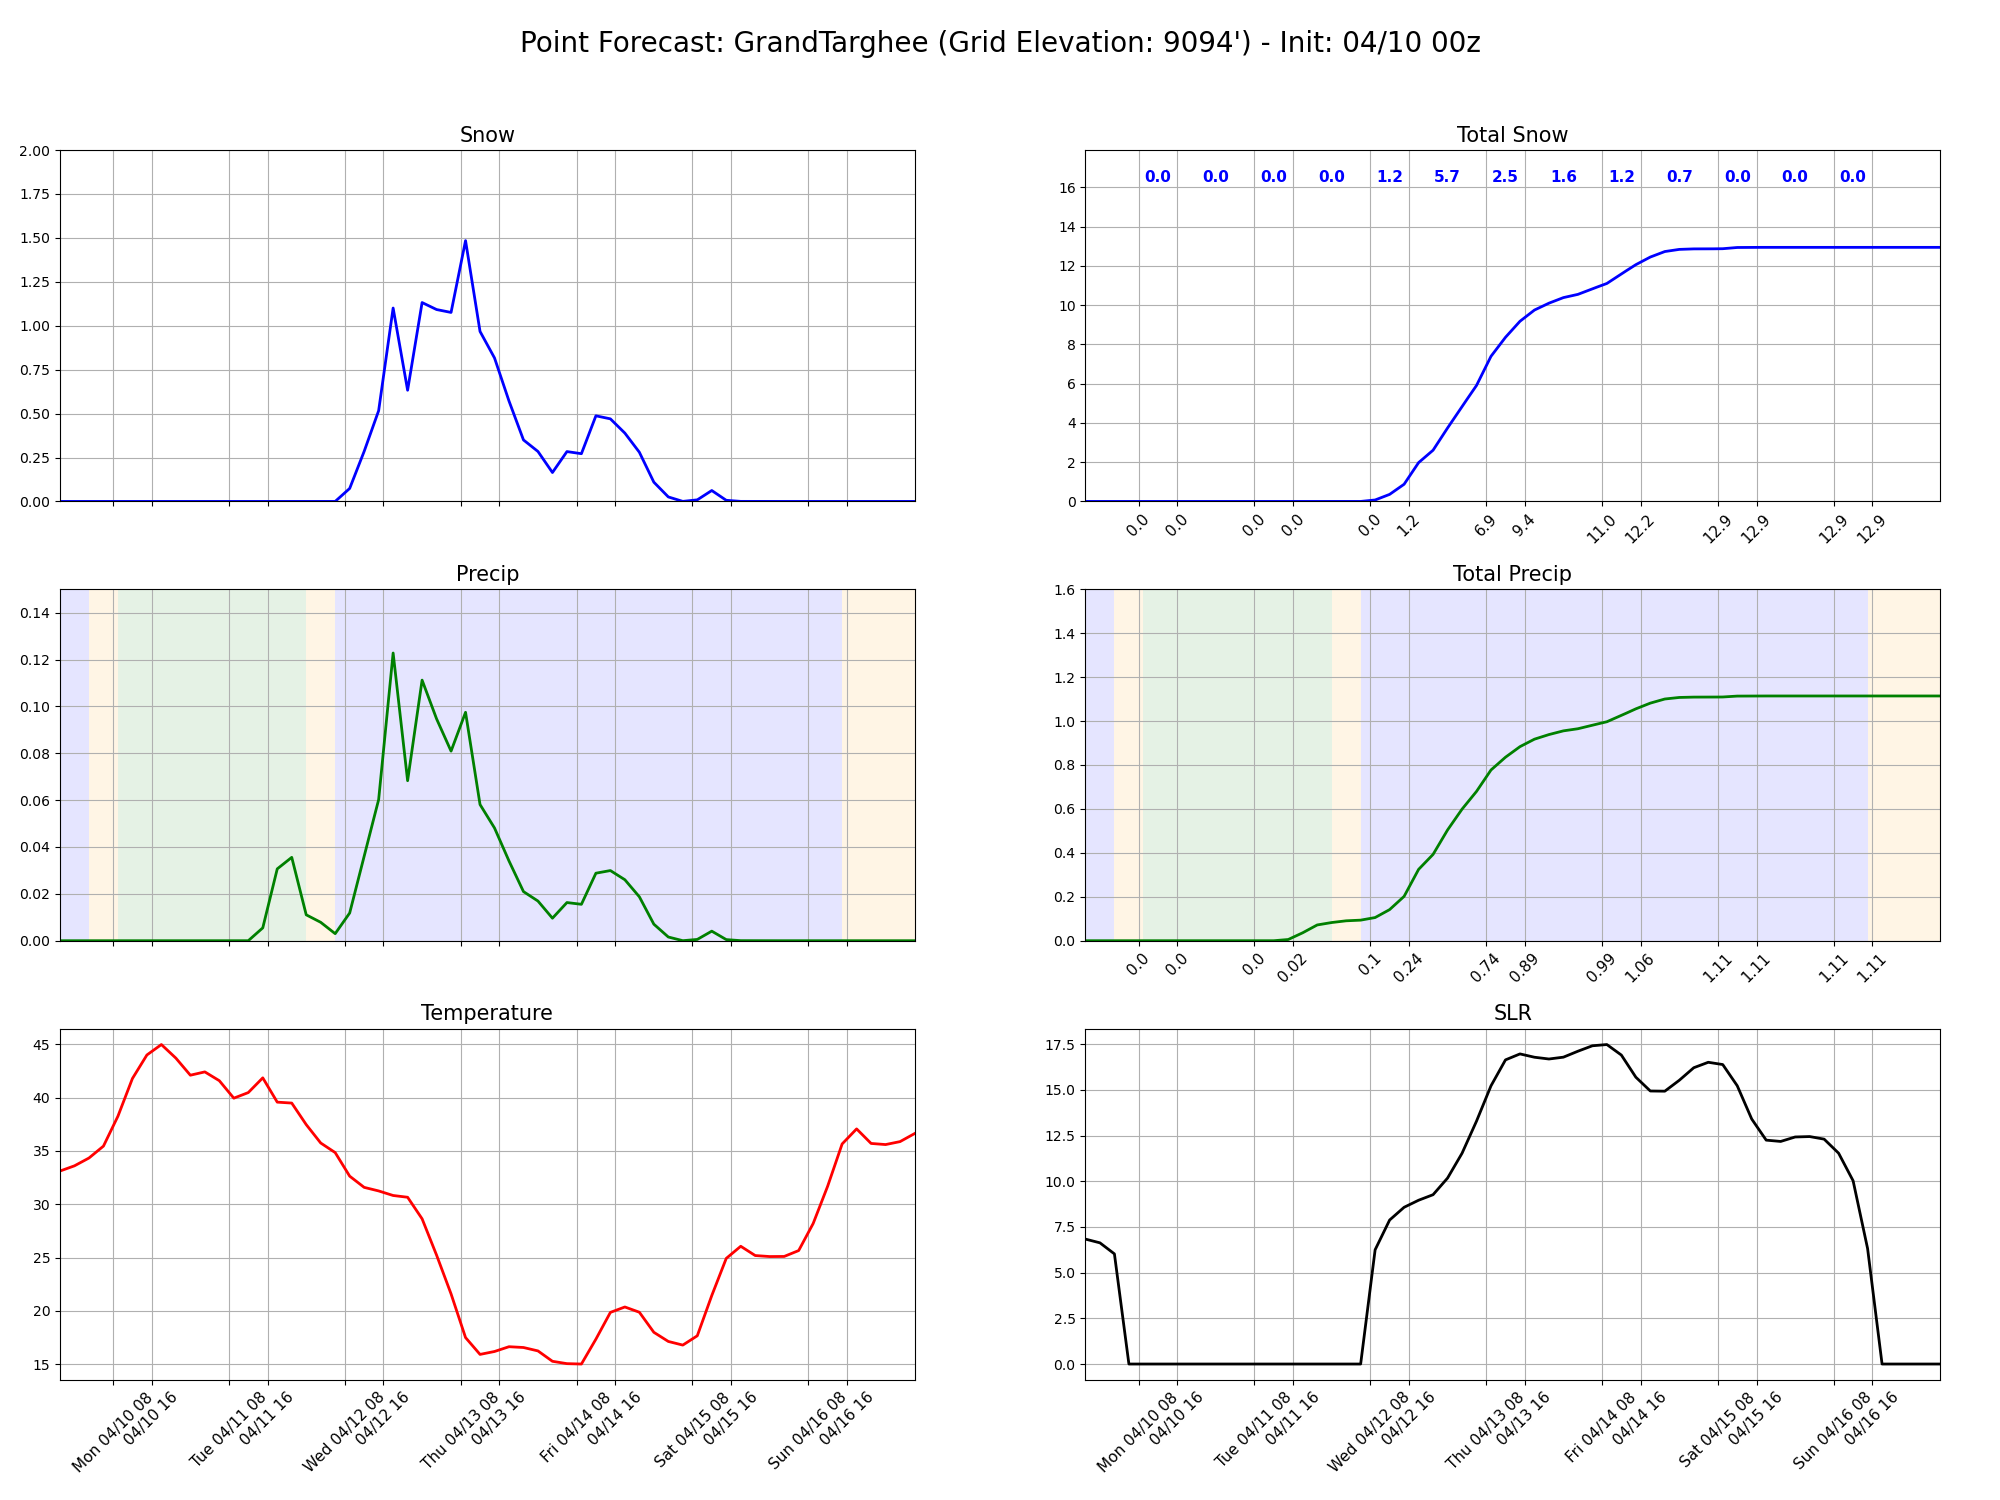 Point Forecast: GrandTarghee (Grid Elevation: 9094') - Init: 04/10 00z
Snow
2.00
1.75
1.50
1.25
1.00
0.75
0.50
0.25
0.00
Total Snow
0.0 0.0 0.0 0.0 1.2 5.7 2.5 1.6 1.2 0.7 0.0 0.0 0.0
16
14
12
10
8
6
4
2
0
0.0 0.0 0.0 0.0 0.0 1.2 6.9 9.4 11.0 12.2 12.9 12.9 12.9 12.9
Precip
0.14
0.12
0.10
0.08
0.06
0.04
0.02
0.00
Total Precip
1.6
1.4
1.2
1.0
0.8
0.6
0.4
0.2
0.0
0.0 0.0 0.0 0.02 0.1 0.24 0.74 0.89 0.99 1.06 1.11 1.11 1.11 1.11
Temperature
45
40
35
30
25
20
15
Mon 04/10 08
04/10 16
Tue 04/11 08
04/11 16
Wed 04/12 08
04/12 16
Thu 04/13 08
04/13 16
Fri 04/14 08
04/14 16
Sat 04/15 08
04/15 16
Sun 04/16 08
04/16 16
SLR
17.5
15.0
12.5
10.0
7.5
5.0
2.5
0.0
Mon 04/10 08
04/10 16
Tue 04/11 08
04/11 16
Wed 04/12 08
04/12 16
Thu 04/13 08
04/13 16
Fri 04/14 08
04/14 16
Sat 04/15 08
04/15 16
Sun 04/16 08
04/16 16